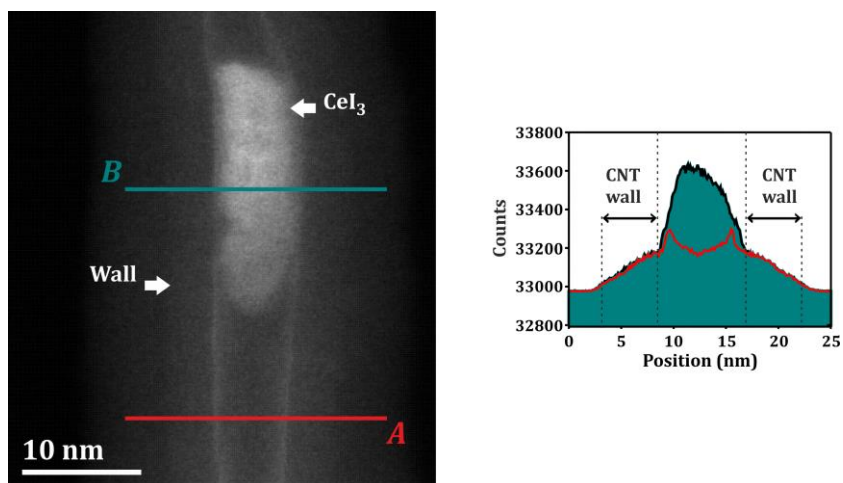 CeI₃
B
Wall
A
10 nm
33800
33600
33400
33200
33000
32800
Counts
CNT
wall
CNT
wall
0 5 10 15 20 25
Position (nm)